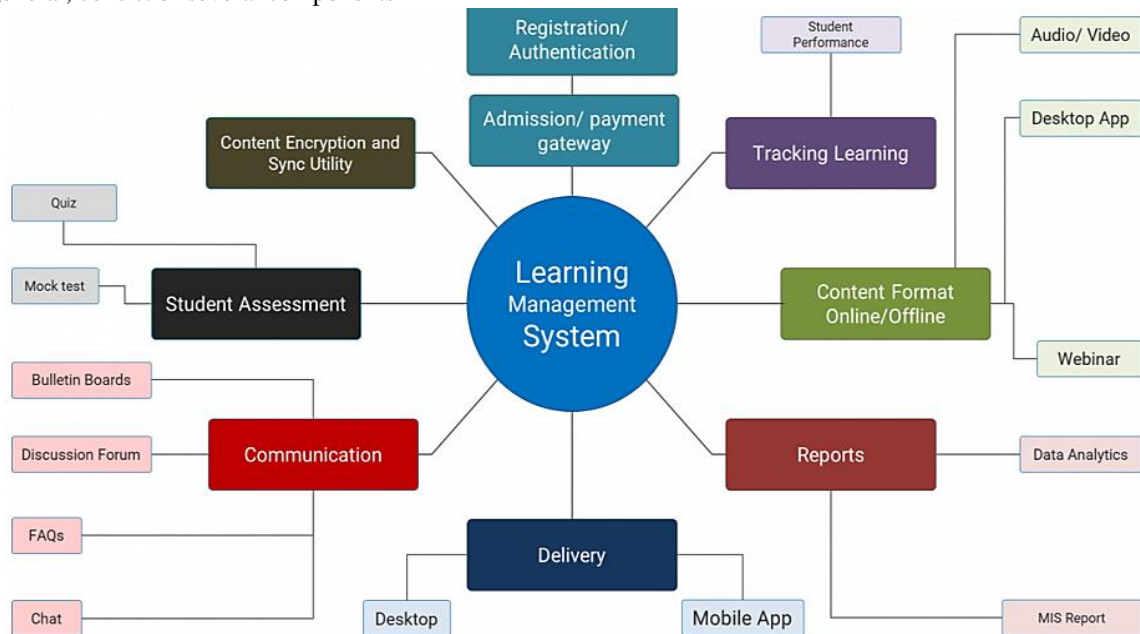 Registration/
Authentication
Student
Performance
Audio/ Video
Admission/ payment
gateway
Desktop App
Content Encryption and
Sync Utility
Tracking Learning
Quiz
Learning
Management
System
Mock test
Student Assessment
Content Format
Online/Offline
Webinar
Bulletin Boards
Discussion Forum
Communication
Reports
Data Analytics
FAQs
Delivery
Chat
Desktop
Mobile App
MIS Report